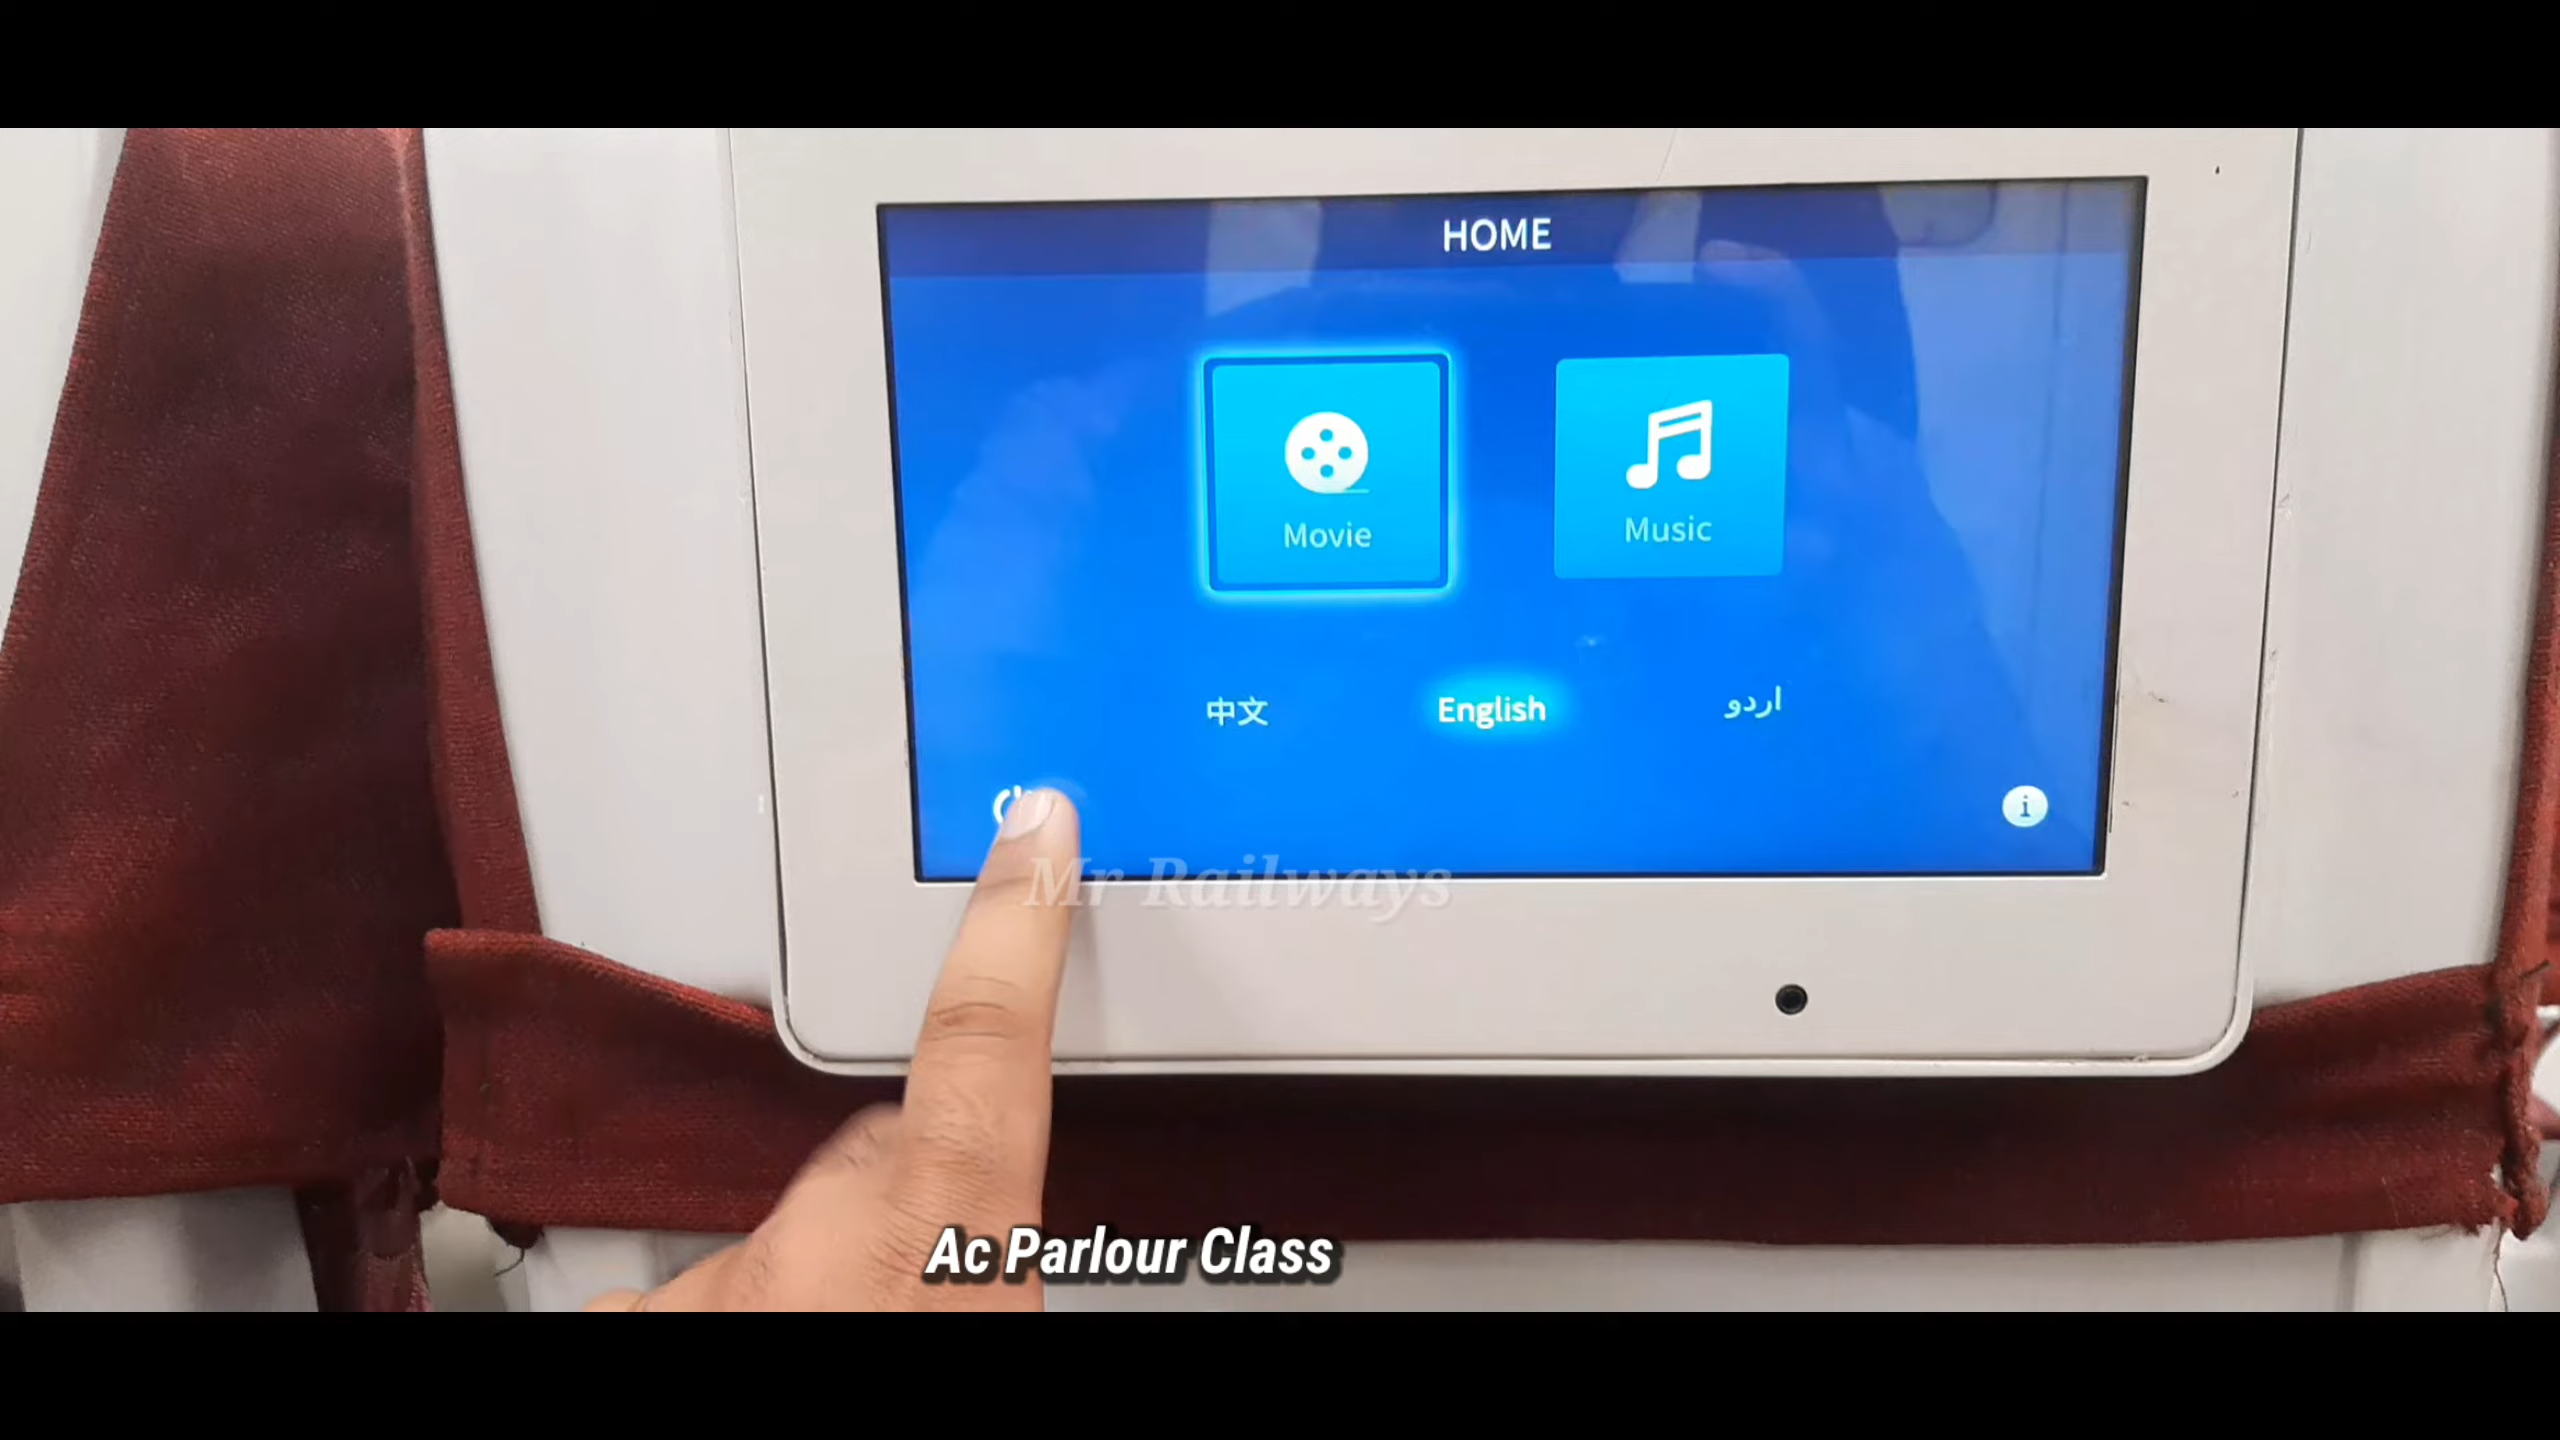 HOME
Movie
Music
中文
English
اردو
Mr Railways
Ac Parlour Class